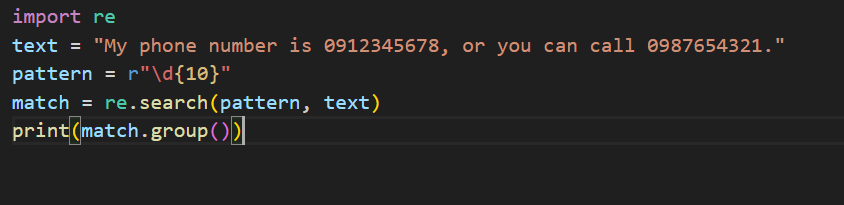 import re
text = "My phone number is 0912345678, or you can call 0987654321."
pattern = r"\d{10}"
match = re.search(pattern, text)
print(match.group())